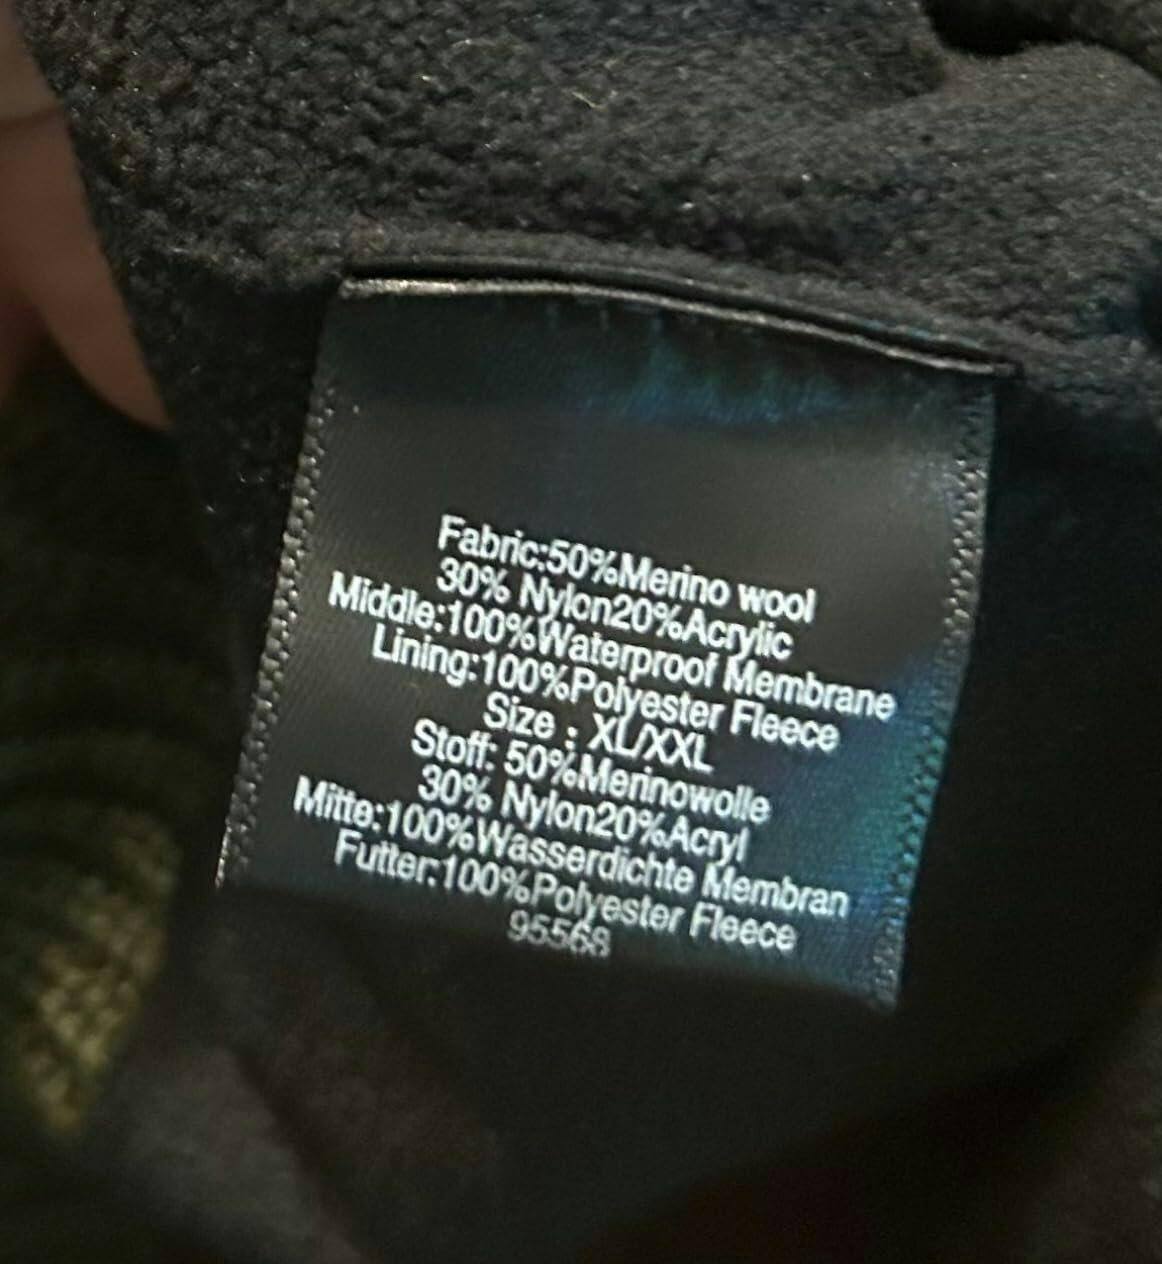 Fabric:50%Merino wool
30% Nylon20%Acrylic
Middle:100%Waterproof Membrane
Lining:100%Polyester Fleece
Size : XL/XXL
Stoff: 50%Merinowolle
30% Nylon20%Acryl
Mitte:100%Wasserdichte Membran
Futter:100%Polyester Fleece
95568